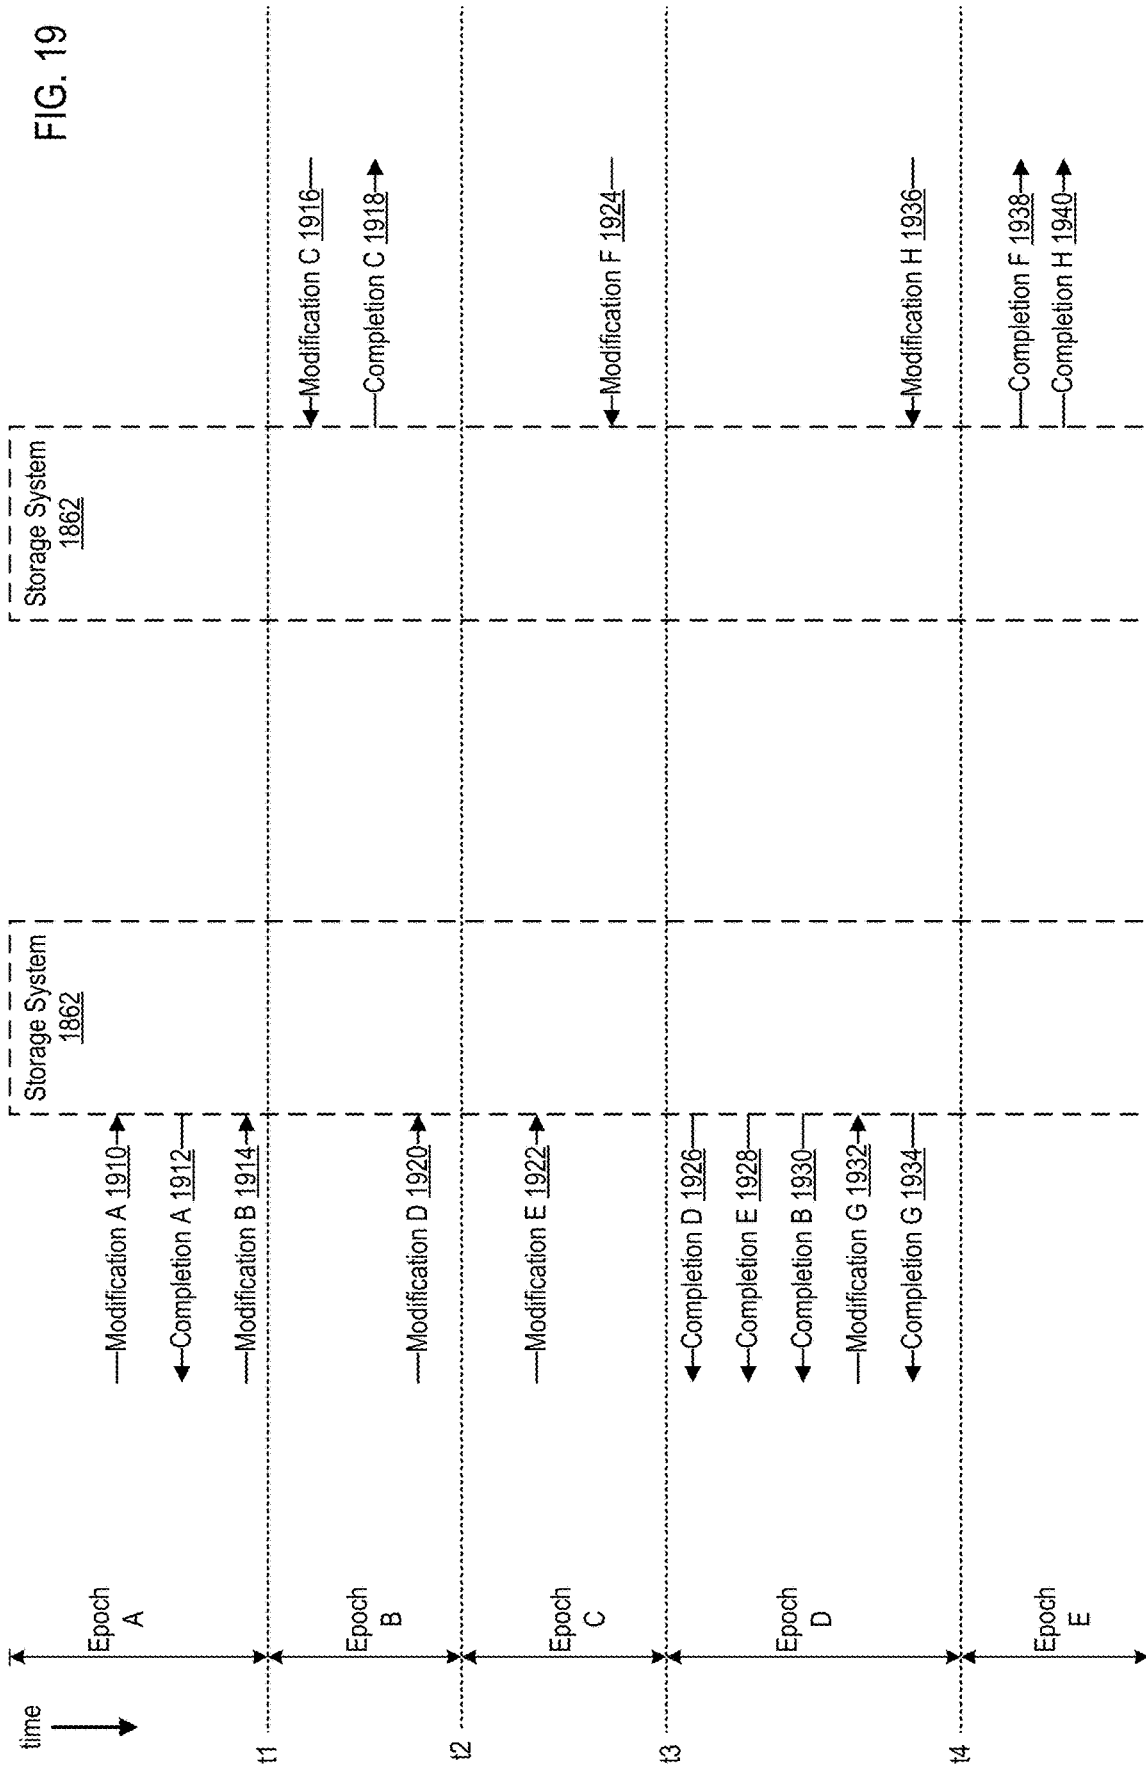 FIG. 19
time
Storage System
1862
Storage System
1862
Epoch
A
Modification A 1910
Completion A 1912
Modification B 1914
t1
Epoch
B
Modification C 1916
Completion C 1918
Modification D 1920
t2
Epoch
C
Modification E 1922
Modification F 1924
t3
Epoch
D
Completion D 1926
Completion E 1928
Completion B 1930
Modification G 1932
Completion G 1934
Modification H 1936
t4
Epoch
E
Completion F 1938
Completion H 1940